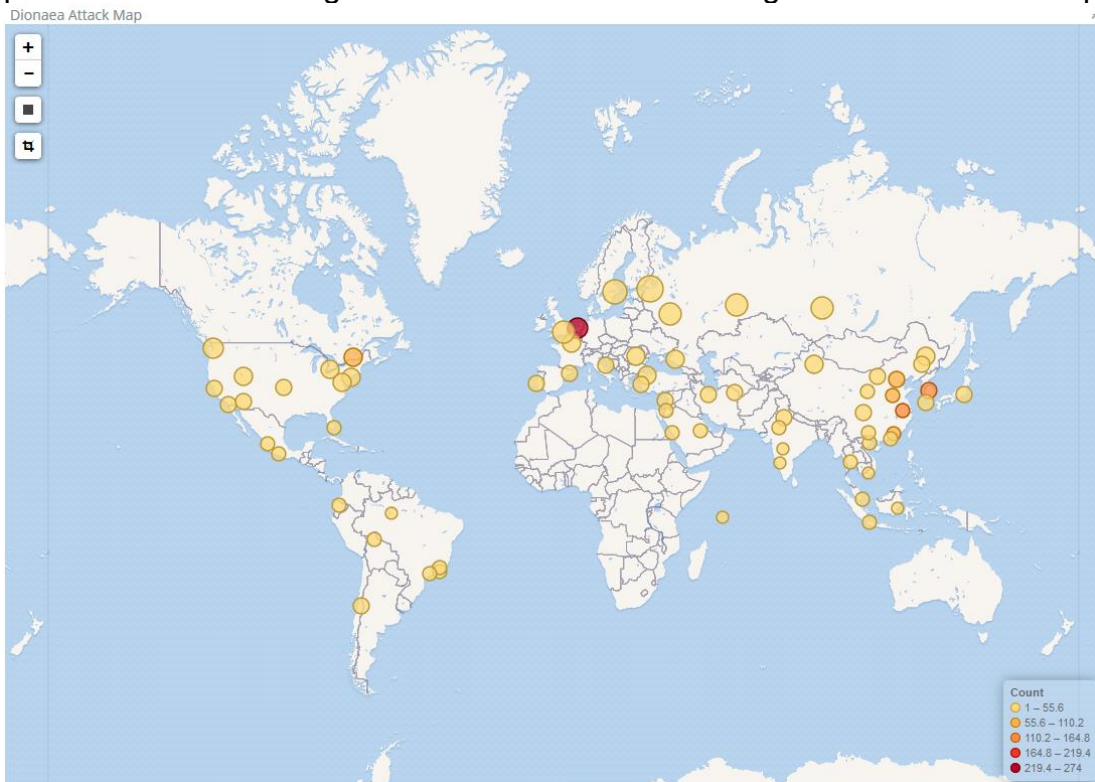 Dionaea Attack Map
+
−
Count
1 – 55.6
55.6 – 110.2
110.2 – 164.8
164.8 – 219.4
219.4 – 274